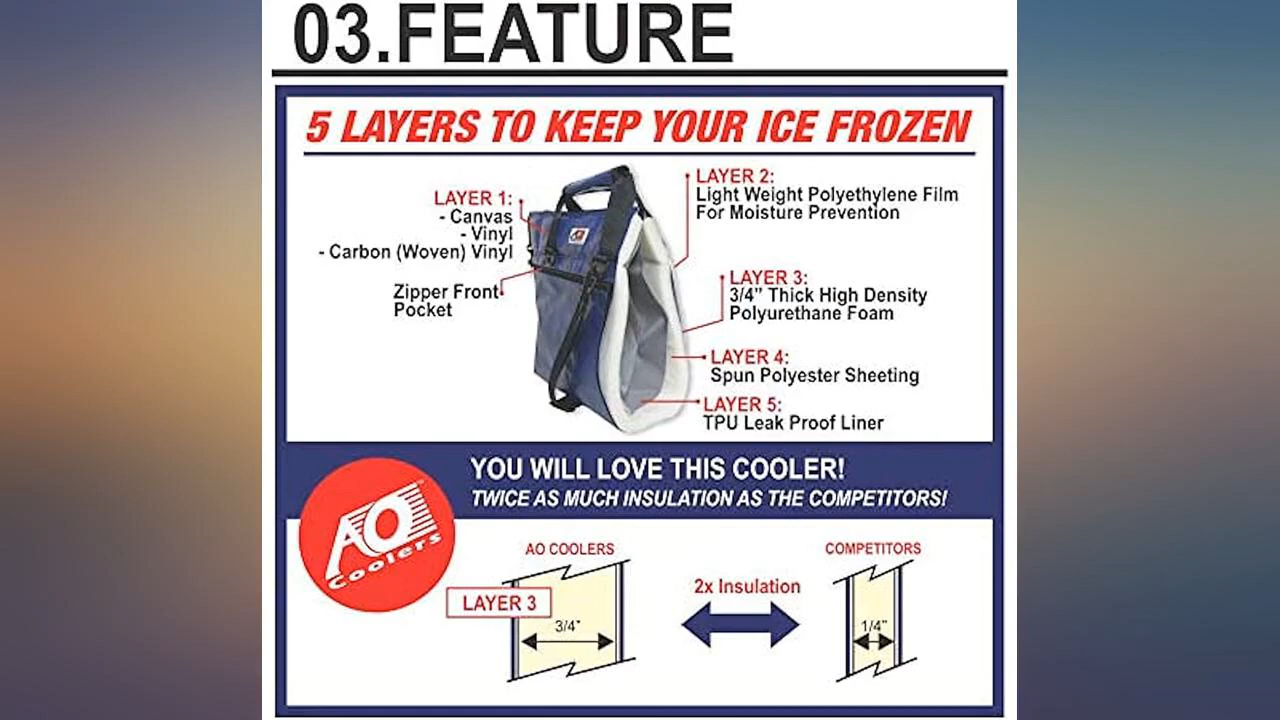 03.FEATURE
5 LAYERS TO KEEP YOUR ICE FROZEN
LAYER 1:
- Canvas
- Vinyl
- Carbon (Woven) Vinyl
Zipper Front
Pocket
LAYER 2:
Light Weight Polyethylene Film
For Moisture Prevention
LAYER 3:
3/4” Thick High Density
Polyurethane Foam
LAYER 4:
Spun Polyester Sheeting
LAYER 5:
TPU Leak Proof Liner
YOU WILL LOVE THIS COOLER!
TWICE AS MUCH INSULATION AS THE COMPETITORS!
AO
Coolers
AO COOLERS
LAYER 3
3/4”
2x Insulation
COMPETITORS
1/4”